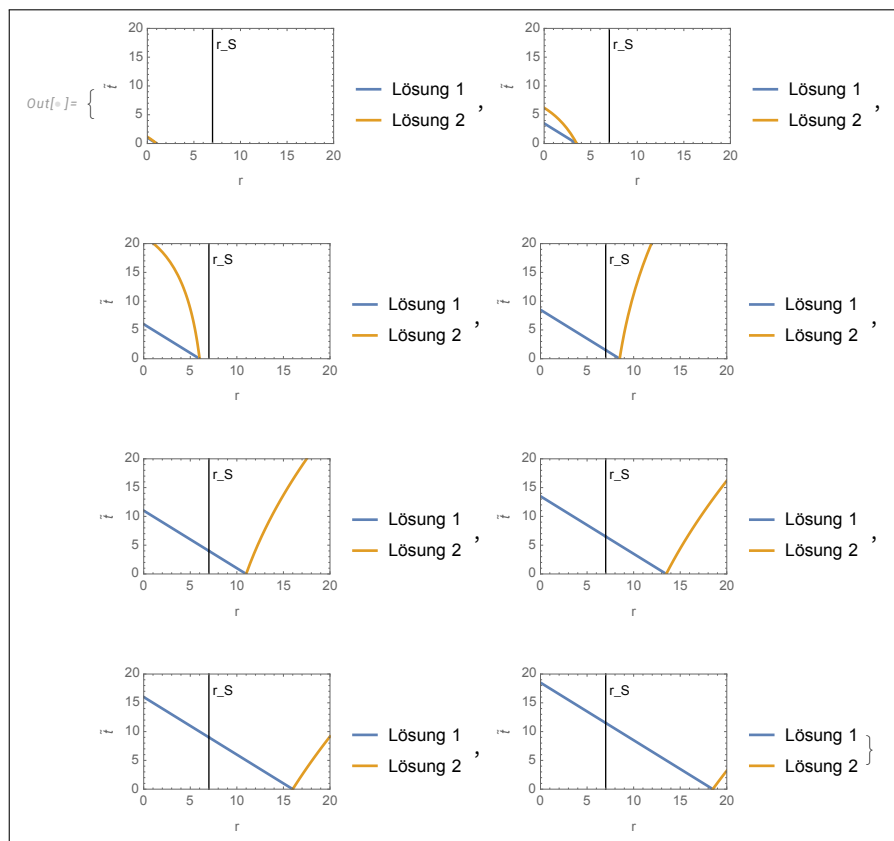 20 r_S 20 r_S
15 15
Out[∘]= { t̃ 10 Lösung 1 , t̃ 10 Lösung 1 ,
5 Lösung 2 5 Lösung 2
0 0
0 5 10 15 20 0 5 10 15 20
r r
20 r_S 20 r_S
15 15
t̃ 10 Lösung 1 , t̃ 10 Lösung 1 ,
5 Lösung 2 5 Lösung 2
0 0
0 5 10 15 20 0 5 10 15 20
r r
20 r_S 20 r_S
15 15
t̃ 10 Lösung 1 , t̃ 10 Lösung 1 ,
5 Lösung 2 5 Lösung 2
0 0
0 5 10 15 20 0 5 10 15 20
r r
20 r_S 20 r_S
15 15
t̃ 10 Lösung 1 , t̃ 10 Lösung 1 }
5 Lösung 2 5 Lösung 2
0 0
0 5 10 15 20 0 5 10 15 20
r r